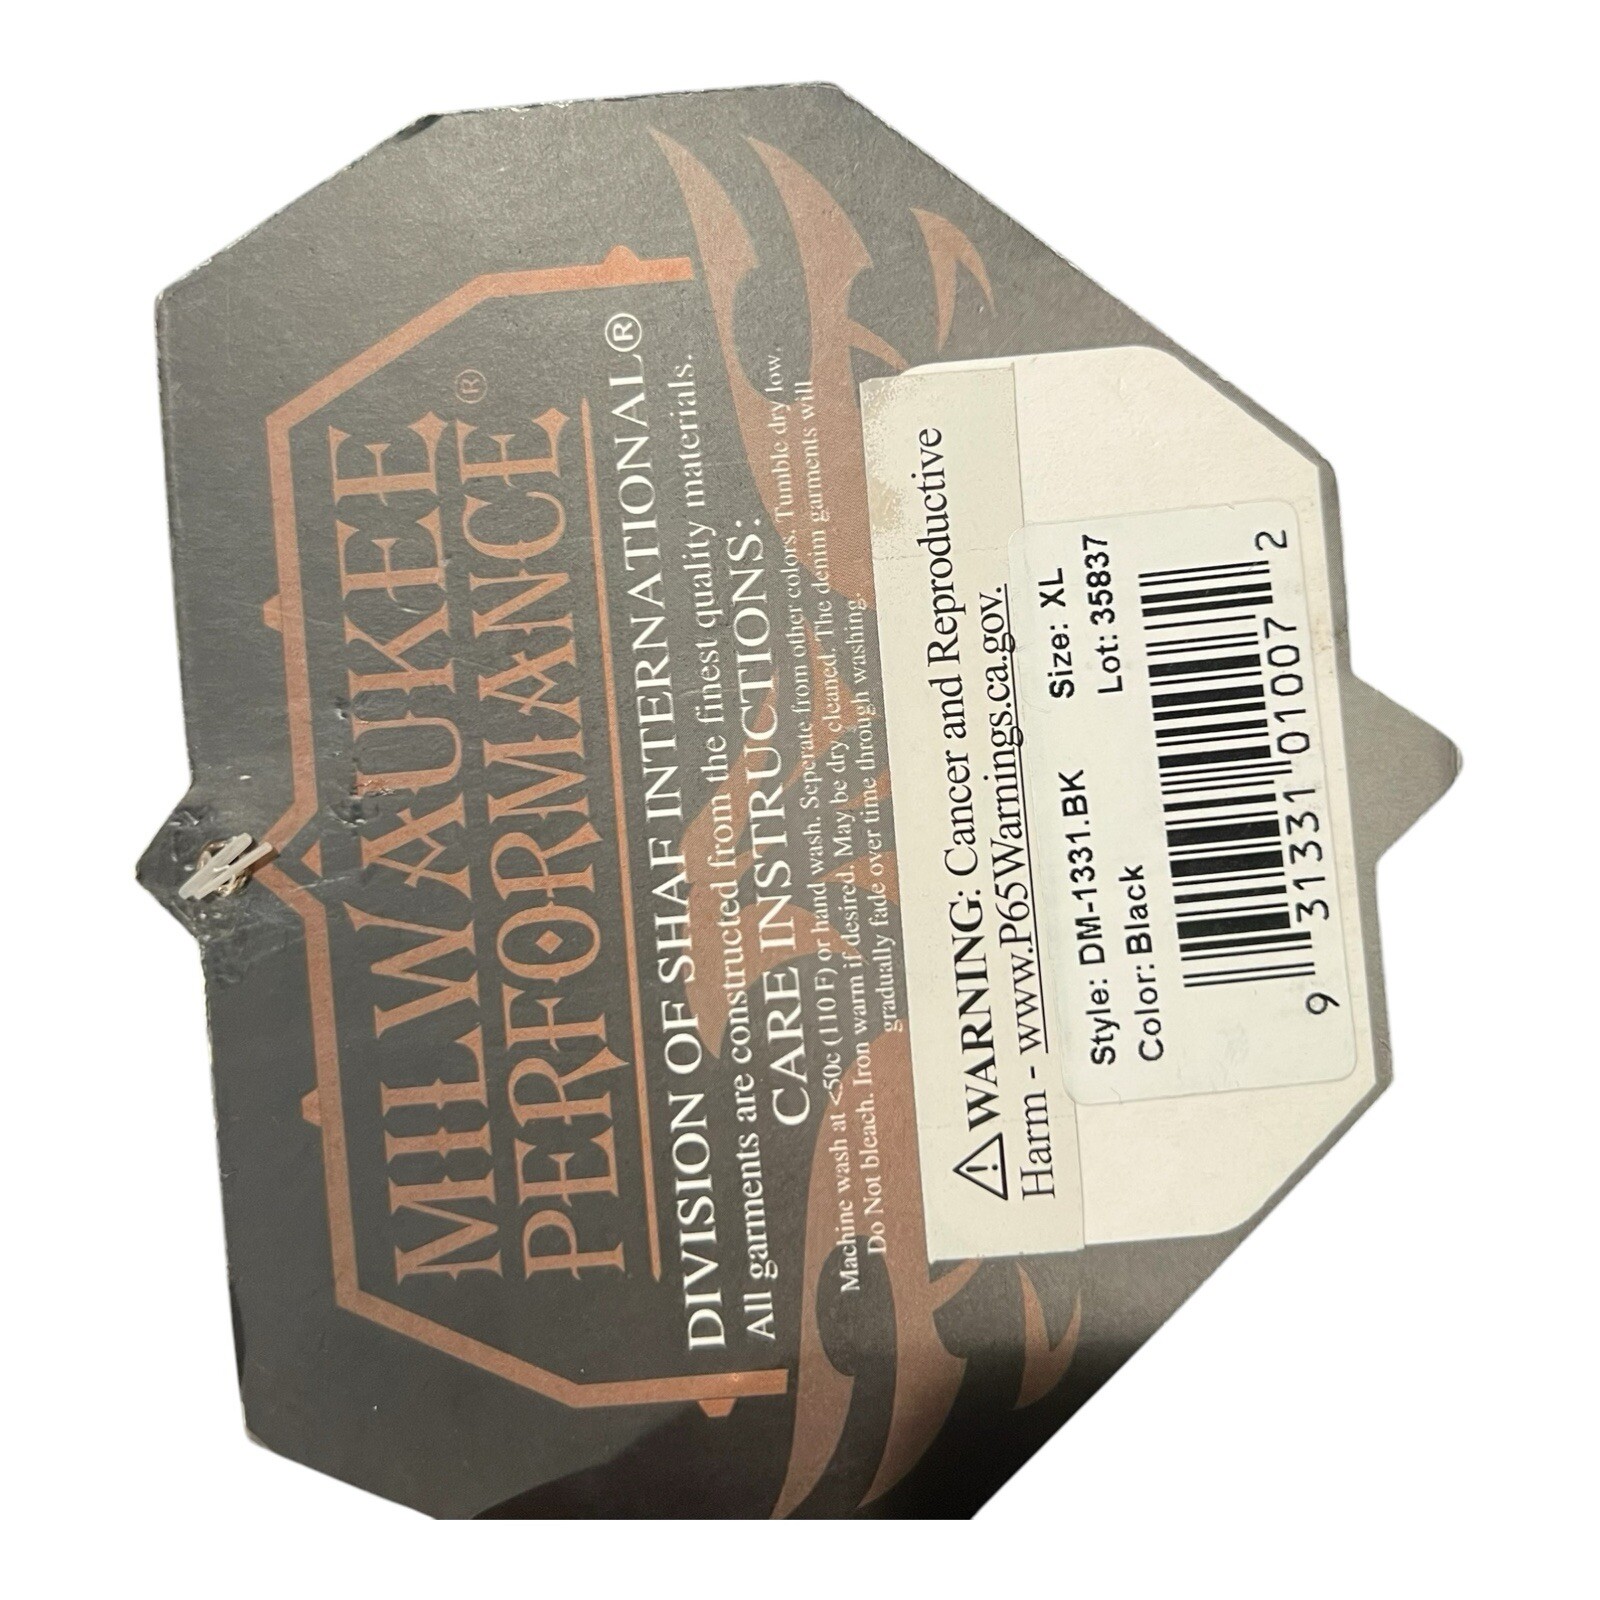 MILWAUKEE
PERFORMANCE®
DIVISION OF SHAF INTERNATIONAL®
All garments are constructed from the finest quality materials.
CARE INSTRUCTIONS:
Machine wash at <50c (110 F) or hand wash. Seperate from other colors. Tumble dry low.
Do Not bleach. Iron warm if desired. May be dry cleaned. The denim garments will
gradually fade over time through washing.
⚠WARNING: Cancer and Reproductive
Harm - www.P65Warnings.ca.gov.
Style: DM-1331.BK Size: XL
Color: Black Lot: 35837
9 31331 01007 2